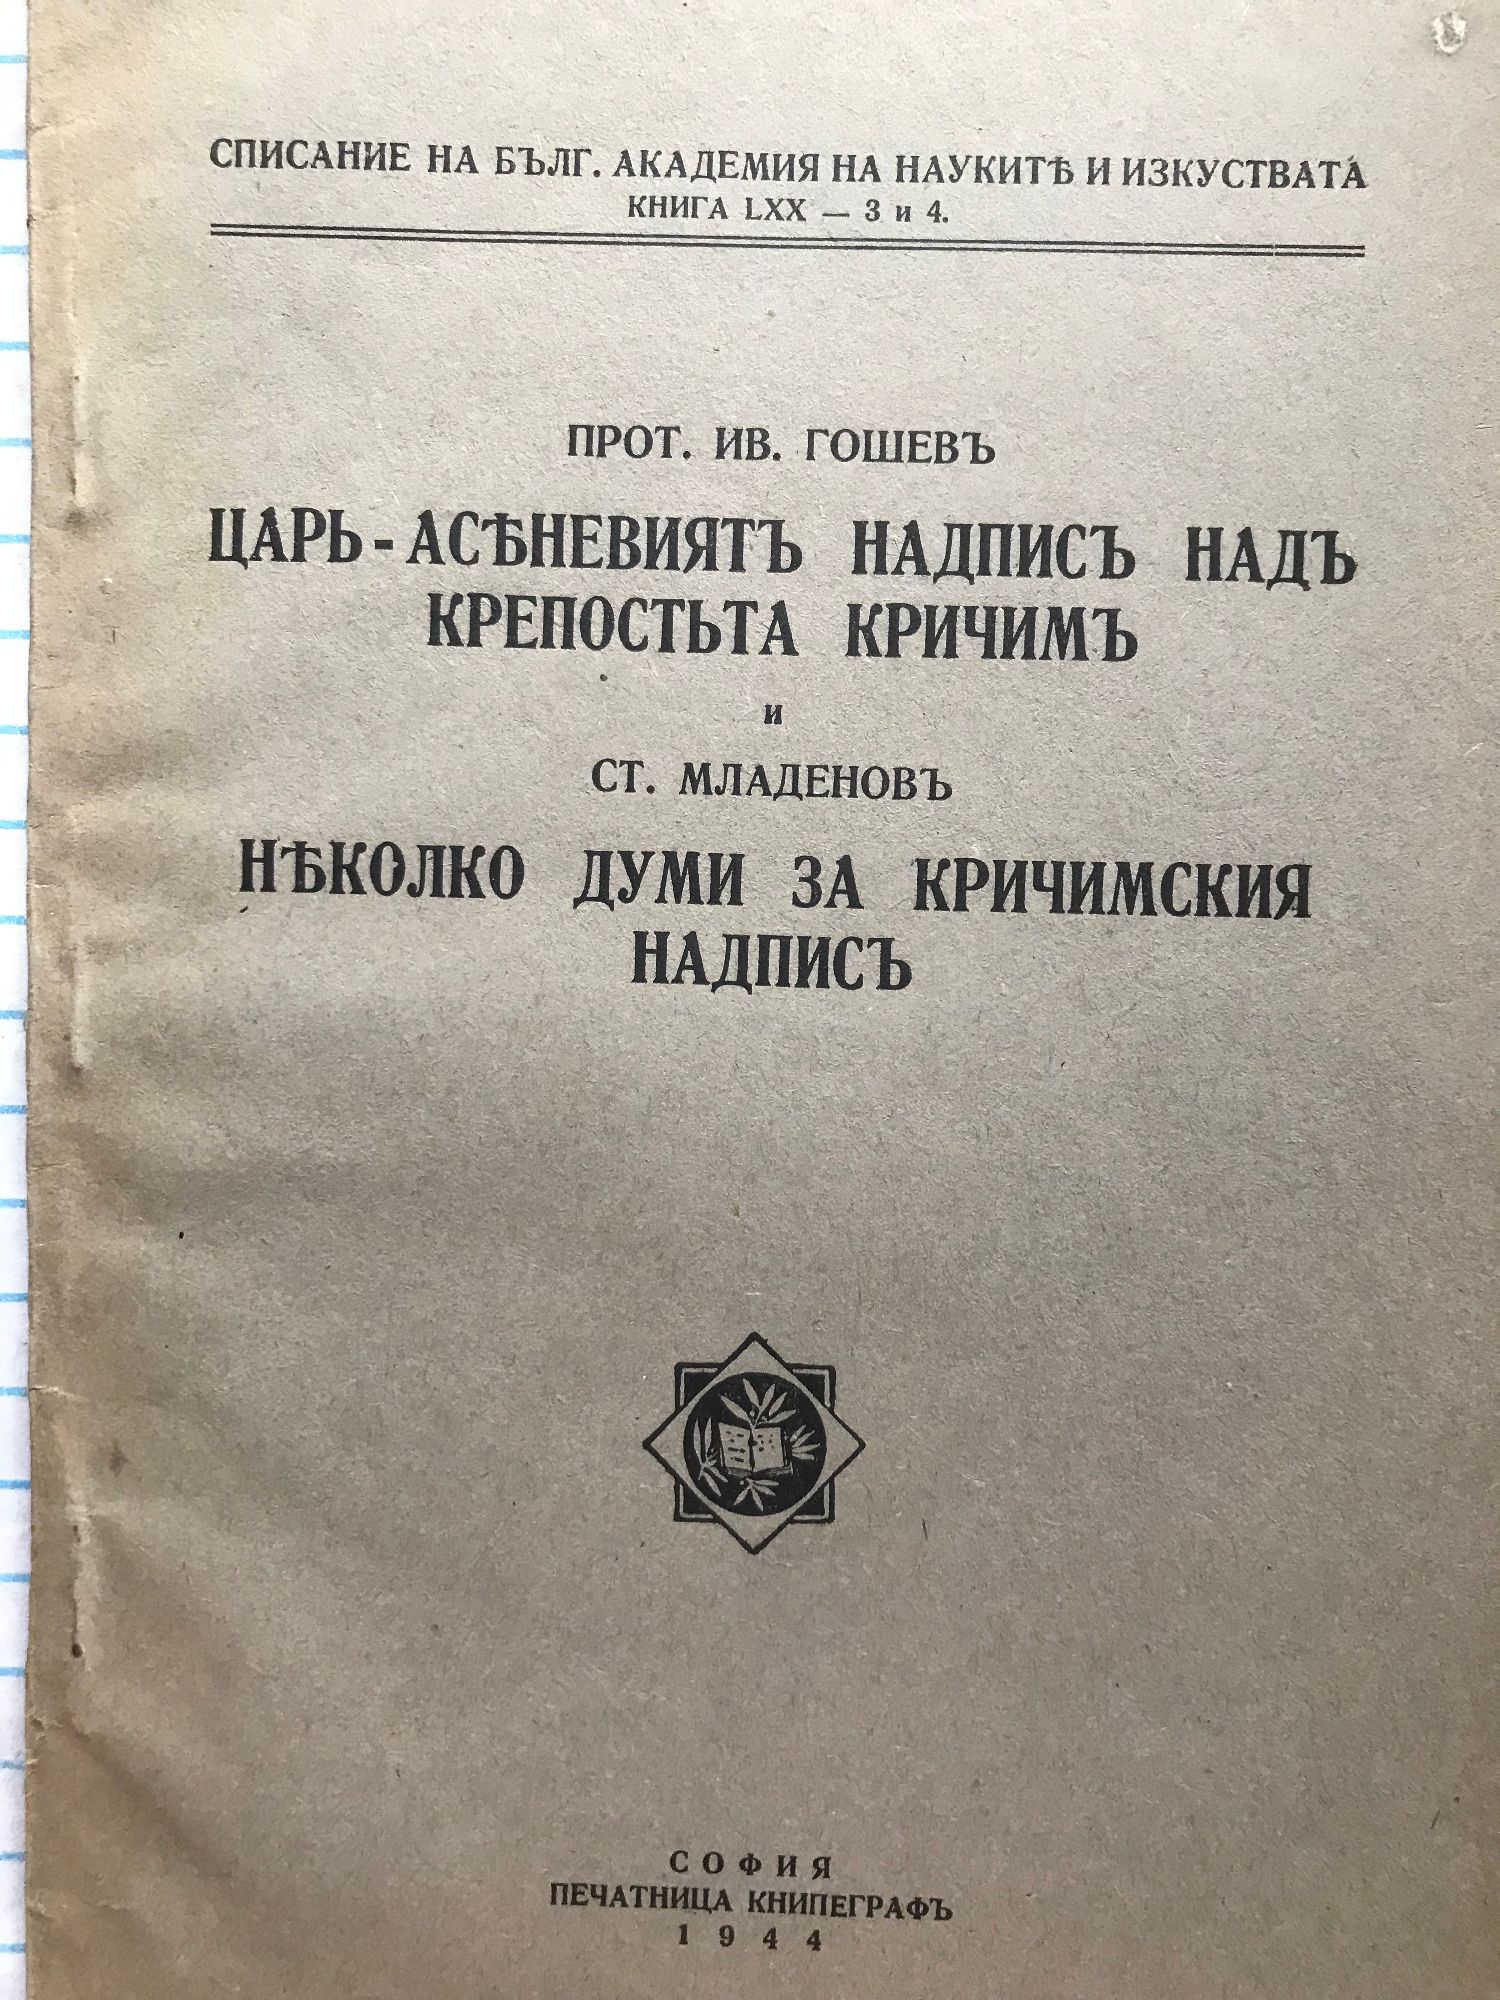 СПИСАНИЕ НА БЪЛГ. АКАДЕМИЯ НА НАУКИТѢ И ИЗКУСТВАТА
КНИГА LXX — 3 и 4.
ПРОТ. ИВ. ГОШЕВЪ
ЦАРЬ-АСѢНЕВИЯТЪ НАДПИСЪ НАДЪ
КРЕПОСТЬТА КРИЧИМЪ
и
СТ. МЛАДЕНОВЪ
НѢКОЛКО ДУМИ ЗА КРИЧИМСКИЯ
НАДПИСЪ
СОФИЯ
ПЕЧАТНИЦА КНИПЕГРАФЪ
1944